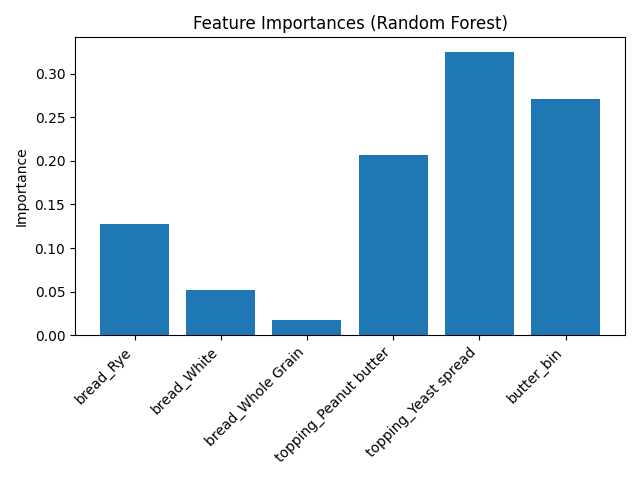 Feature Importances (Random Forest)
Importance
0.30
0.25
0.20
0.15
0.10
0.05
0.00
bread_Rye
bread_White
bread_Whole Grain
topping_Peanut butter
topping_Yeast spread
butter_bin